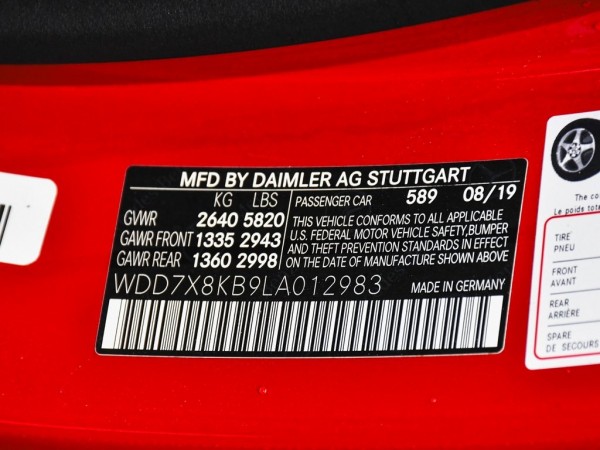 MFD BY DAIMLER AG STUTTGART
KG LBS
GVWR 2640 5820
GAWR FRONT 1335 2943
GAWR REAR 1360 2998
PASSENGER CAR 589 08/19
THIS VEHICLE CONFORMS TO ALL APPLICABLE
U.S. FEDERAL MOTOR VEHICLE SAFETY,BUMPER
AND THEFT PREVENTION STANDARDS IN EFFECT
ON THE DATE OF MANUFACTURE SHOWN ABOVE.
WDD7X8KB9LA012983 MADE IN GERMANY
The co
Le poids tot
TIRE
PNEU
FRONT
AVANT
REAR
ARRIERE
SPARE
DE SECOURS